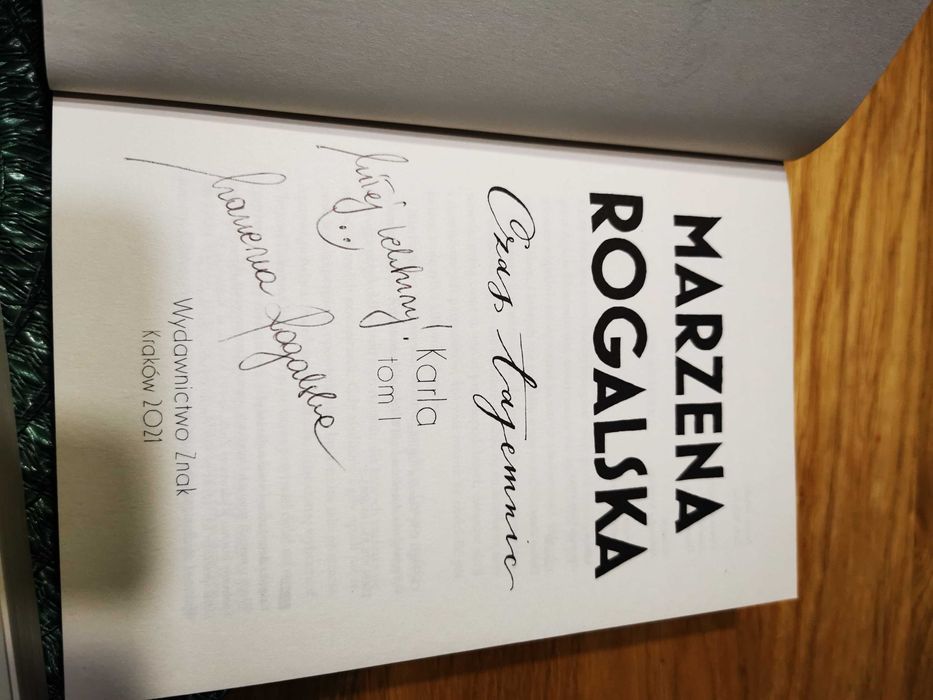 MARZENA
ROGALSKA
Czas tajemnic
Karla
tom I
Miłej lektury!
:)
Marzena Rogalska
Wydawnictwo Znak
Kraków 2021